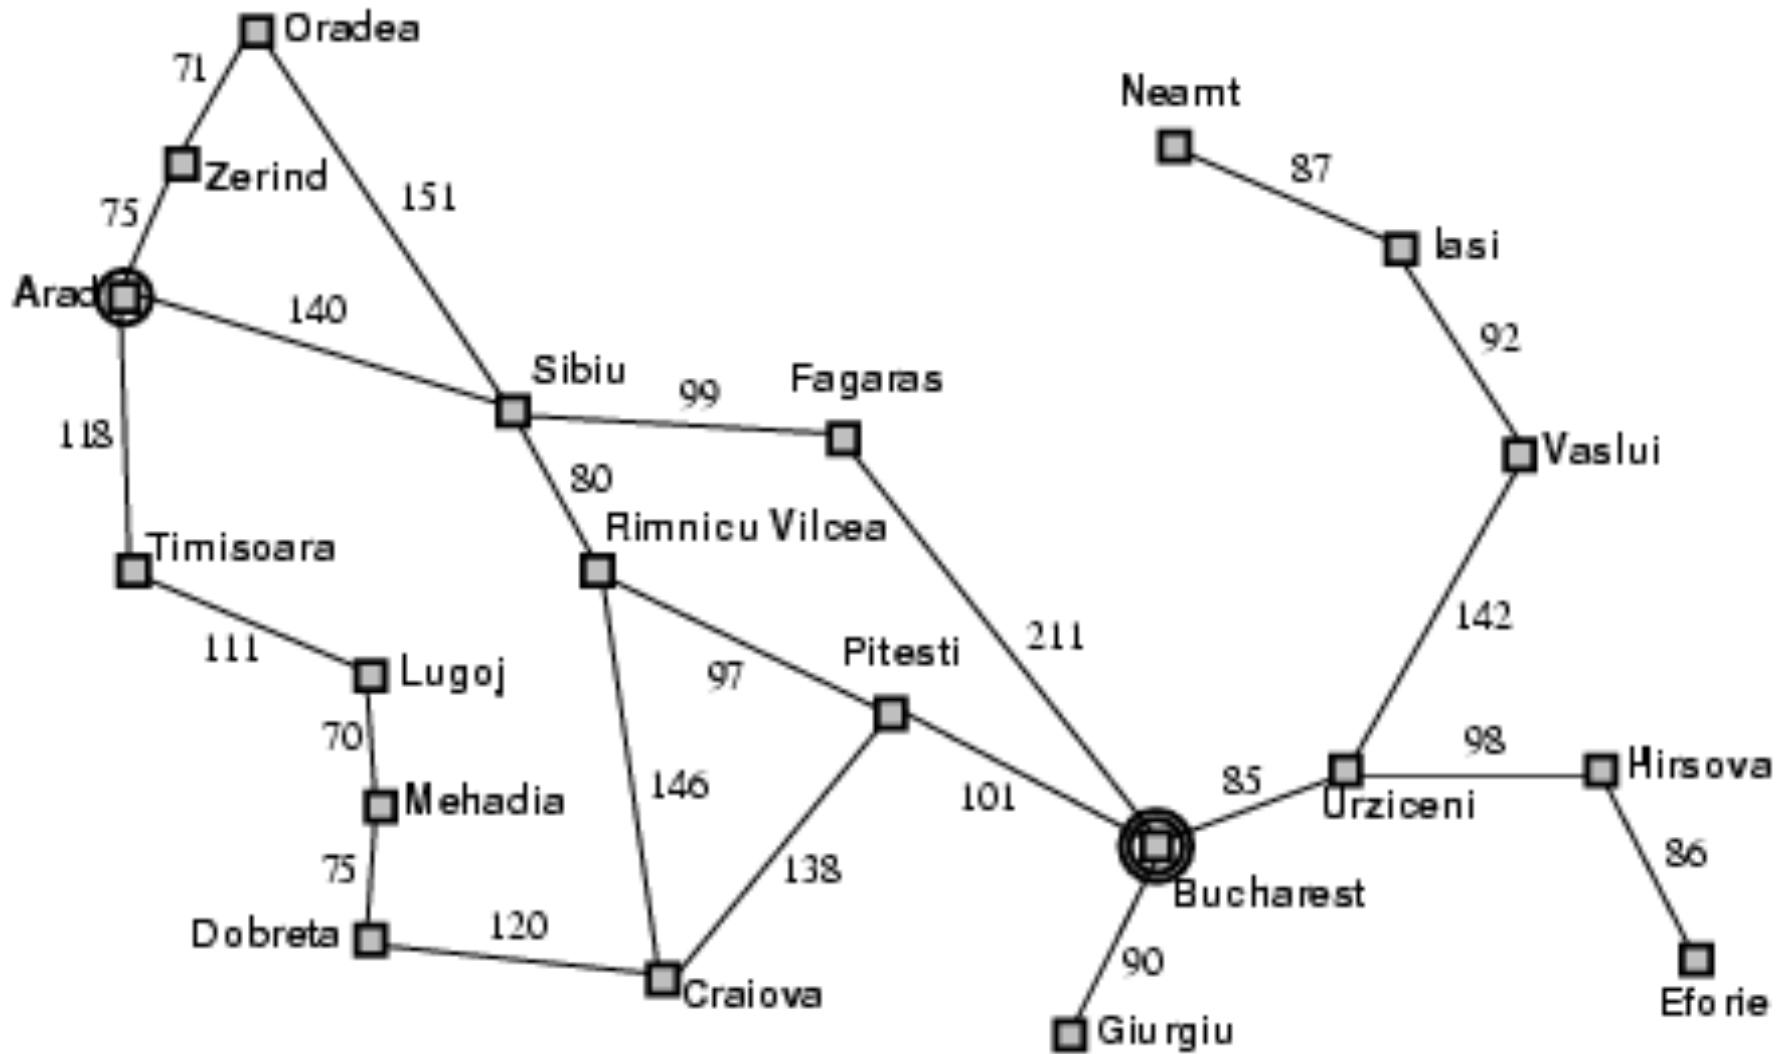 Oradea
71
Neamt
Zerind
87
151
75
Iasi
Arad
140
92
Sibiu
Fagaras
99
118
Vaslui
80
Rimnicu Vilcea
Timisoara
142
211
111
Pitesti
Lugoj
97
70
98
Hirsova
85
146
101
Mehadia
Urziceni
86
75
138
Bucharest
Dobreta
120
90
Craiova
Eforie
Giurgiu